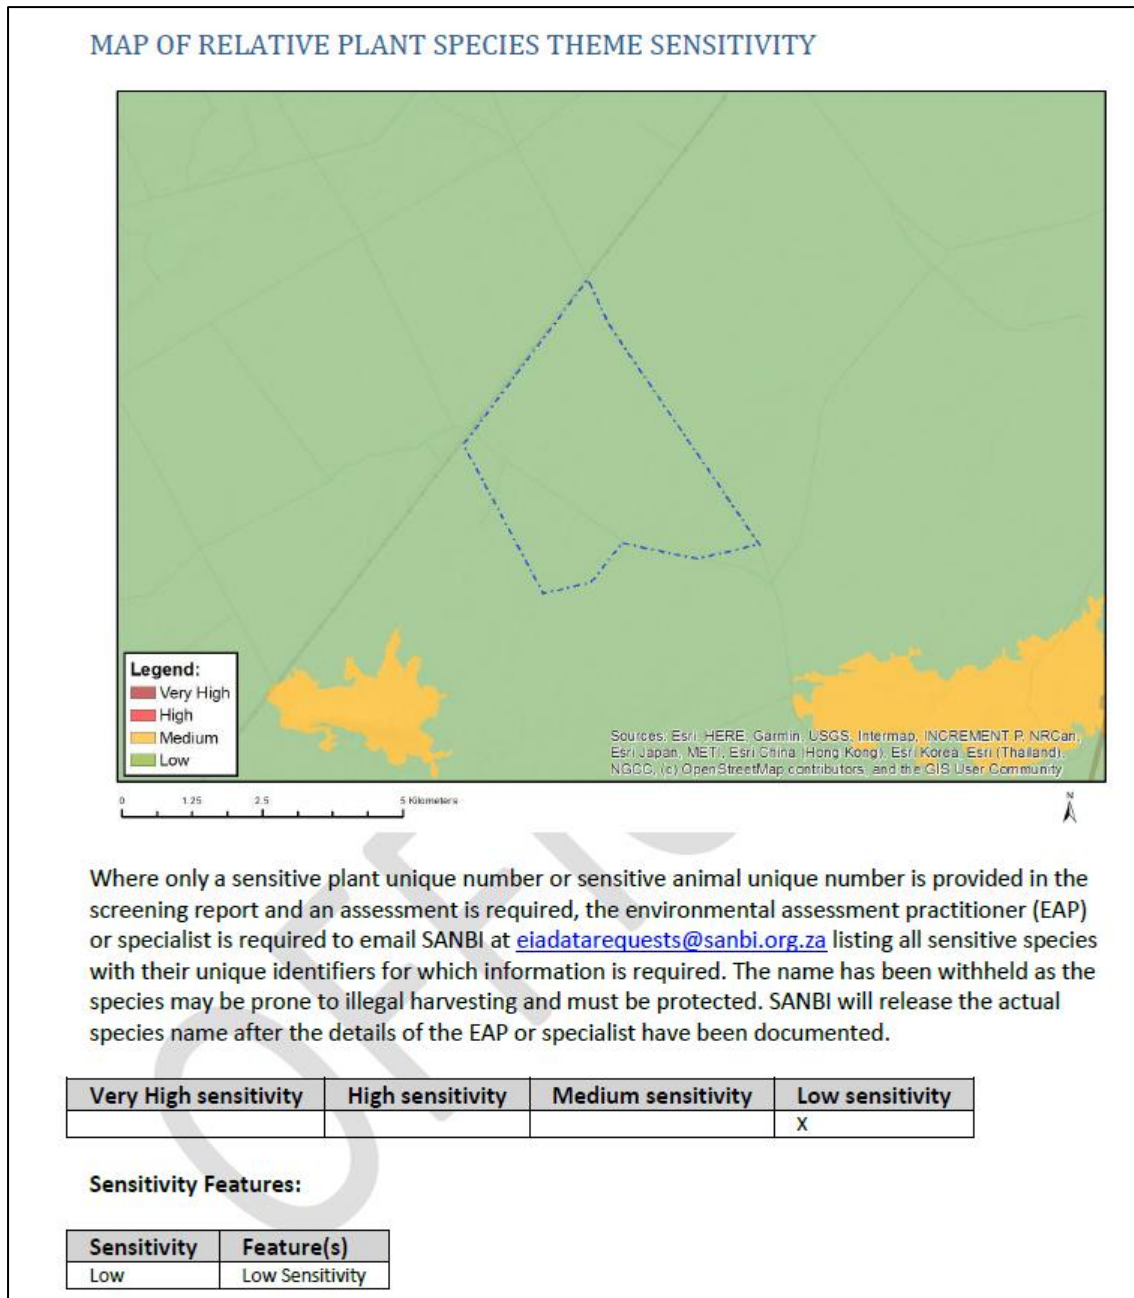 MAP OF RELATIVE PLANT SPECIES THEME SENSITIVITY
Legend:
Very High
High
Medium
Low
Sources: Esri, HERE, Garmin, USGS, Intermap, INCREMENT P, NRCan,
Esri Japan, METI, Esri China (Hong Kong), Esri Korea, Esri (Thailand),
NGCC, (c) OpenStreetMap contributors, and the GIS User Community
0 1.25 2.5 5 Kilometers
N
Where only a sensitive plant unique number or sensitive animal unique number is provided in the
screening report and an assessment is required, the environmental assessment practitioner (EAP)
or specialist is required to email SANBI at eiadatarequests@sanbi.org.za listing all sensitive species
with their unique identifiers for which information is required. The name has been withheld as the
species may be prone to illegal harvesting and must be protected. SANBI will release the actual
species name after the details of the EAP or specialist have been documented.
Very High sensitivity High sensitivity Medium sensitivity Low sensitivity
X
Sensitivity Features:
Sensitivity Feature(s)
Low Low Sensitivity